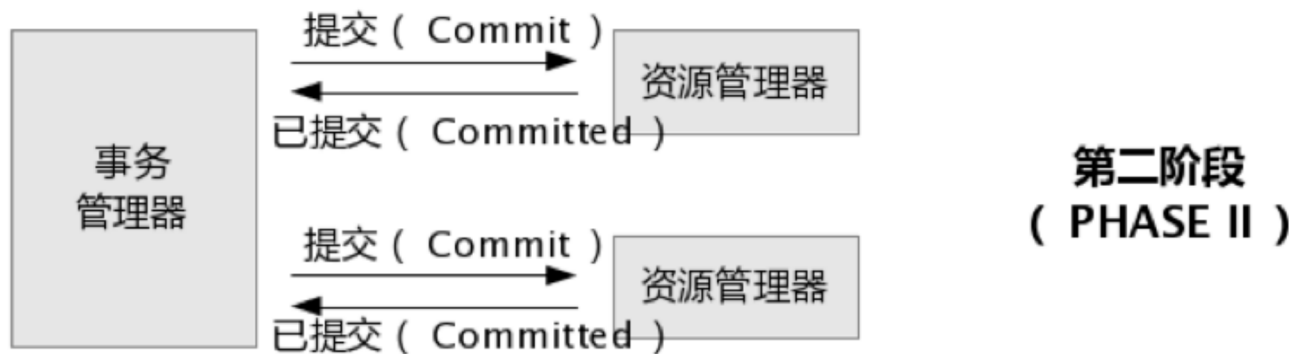 提交( Commit )
资源管理器
已提交( Committed )
事务
管理器
第二阶段
( PHASE II )
提交( Commit )
资源管理器
已提交( Committed )